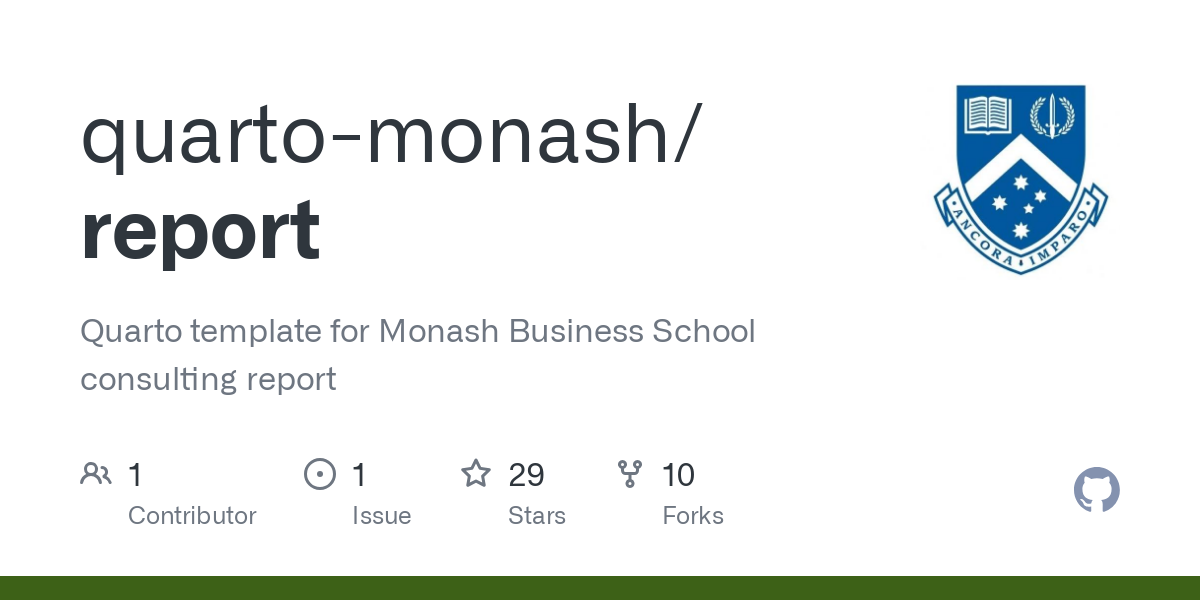 quarto-monash/
report
Quarto template for Monash Business School
consulting report
1
Contributor
1
Issue
29
Stars
10
Forks
ANCORA IMPARO